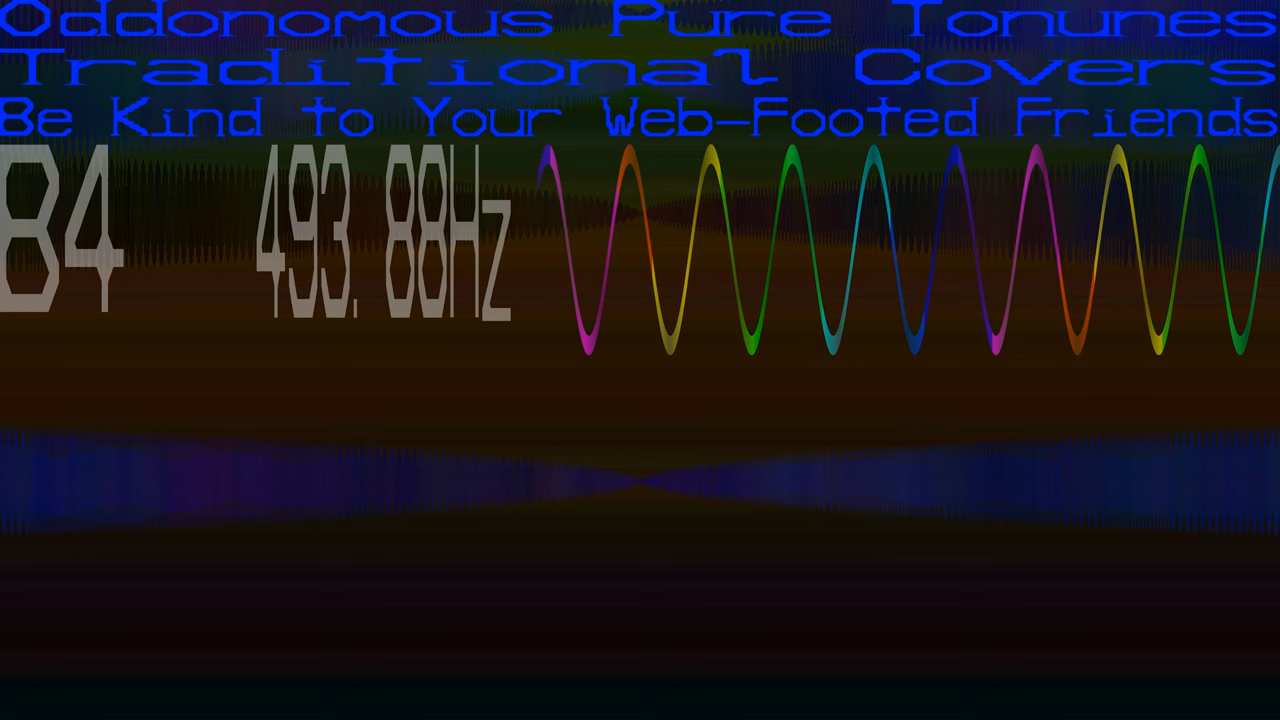 Oddonomous Pure Tonunes
Traditional Covers
Be Kind to Your Web-Footed Friends
84 493.88Hz